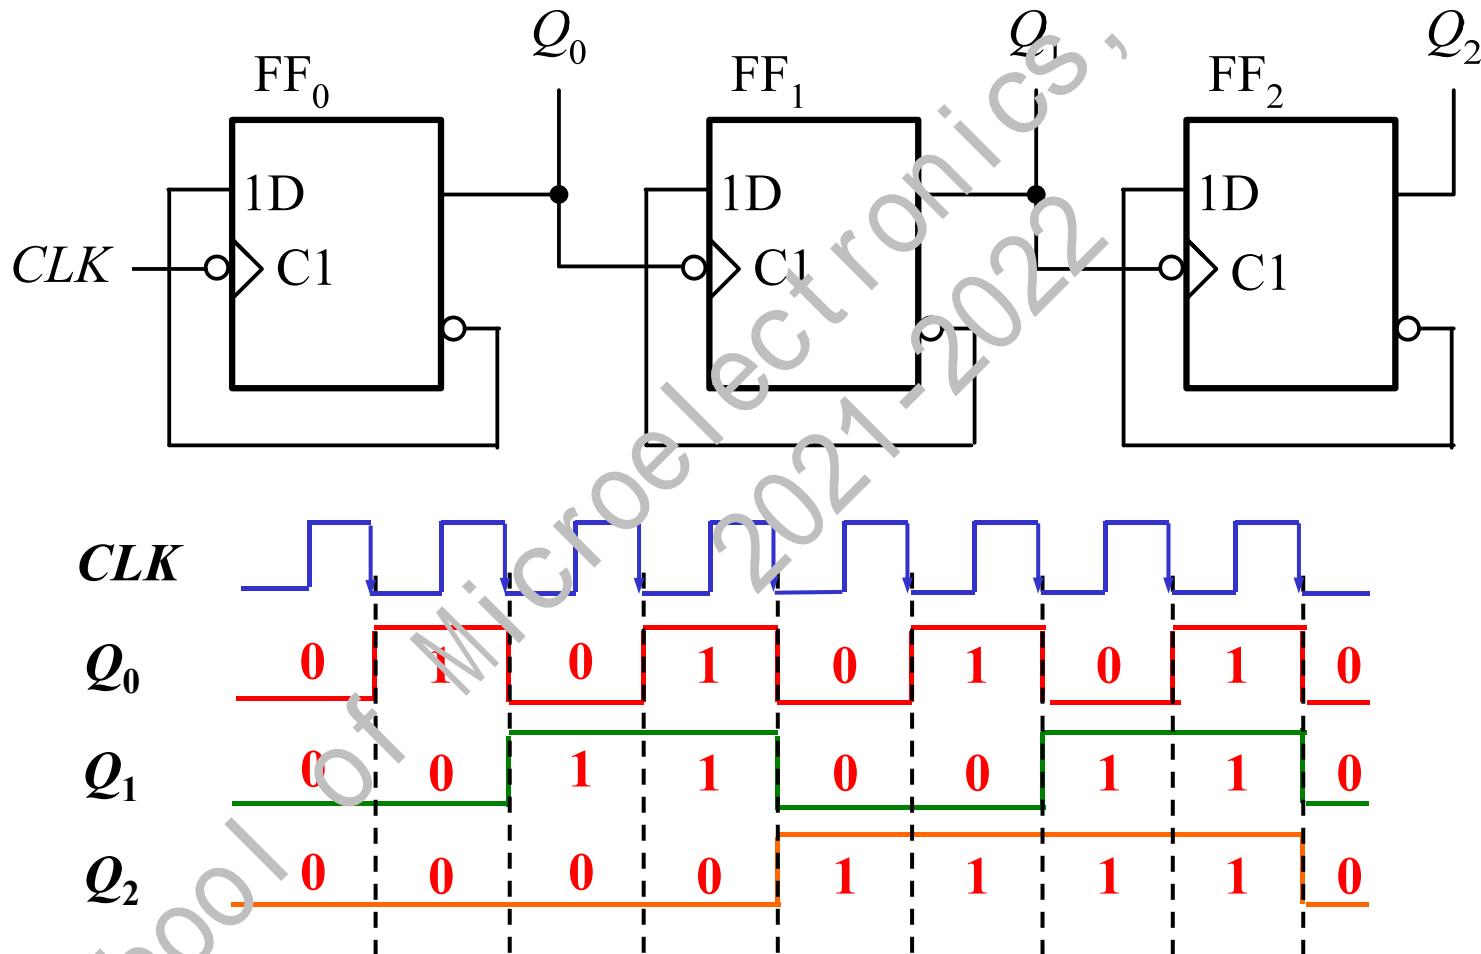 Q0 Q1 Q2
FF0 FF1 FF2
1D 1D 1D
CLK C1 C1 C1
CLK
Q0 0 1 0 1 0 1 0 1 0
Q1 0 0 1 1 0 0 1 1 0
Q2 0 0 0 0 1 1 1 1 0
of Microelectronics,
2021-2022